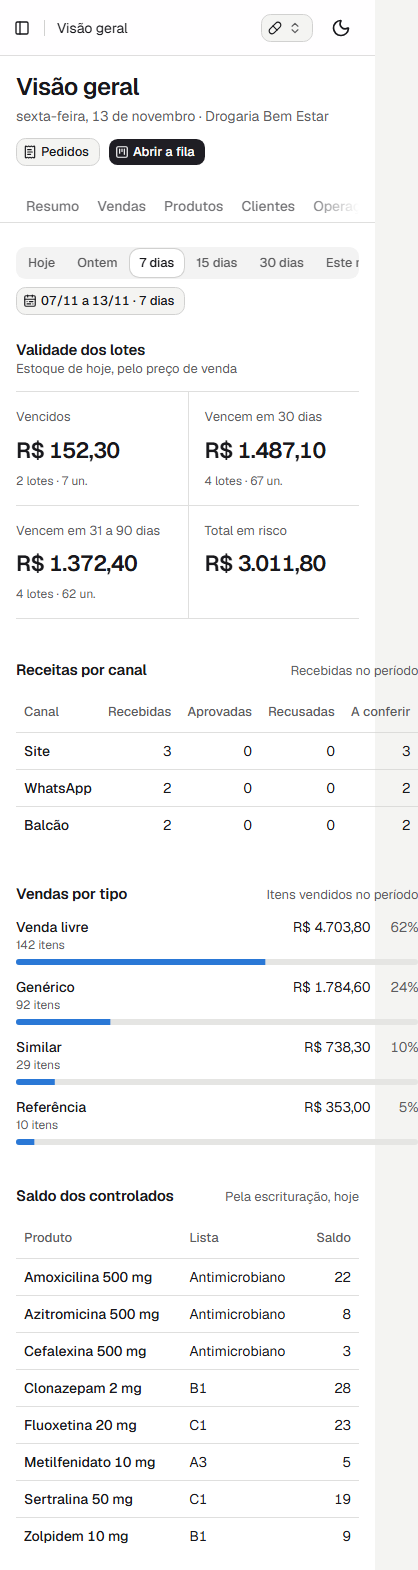 Visão geral
Visão geral
sexta-feira, 13 de novembro · Drogaria Bem Estar
Pedidos
Abrir a fila
Resumo Vendas Produtos Clientes
Hoje Ontem 7 dias 15 dias 30 dias Este
07/11 a 13/11 · 7 dias
Validade dos lotes
Estoque de hoje, pelo preço de venda
Vencidos
R$ 152,30
2 lotes · 7 un.
Vencem em 30 dias
R$ 1.487,10
4 lotes · 67 un.
Vencem em 31 a 90 dias
R$ 1.372,40
4 lotes · 62 un.
Total em risco
R$ 3.011,80
Receitas por canal Recebidas no período
Canal Recebidas Aprovadas Recusadas A conferir
Site 3 0 0 3
WhatsApp 2 0 0 2
Balcão 2 0 0 2
Vendas por tipo Itens vendidos no período
Venda livre R$ 4.703,80 62%
142 itens
Genérico R$ 1.784,60 24%
92 itens
Similar R$ 738,30 10%
29 itens
Referência R$ 353,00 5%
10 itens
Saldo dos controlados Pela escrituração, hoje
Produto Lista Saldo
Amoxicilina 500 mg Antimicrobiano 22
Azitromicina 500 mg Antimicrobiano 8
Cefalexina 500 mg Antimicrobiano 3
Clonazepam 2 mg B1 28
Fluoxetina 20 mg C1 23
Metilfenidato 10 mg A3 5
Sertralina 50 mg C1 19
Zolpidem 10 mg B1 9